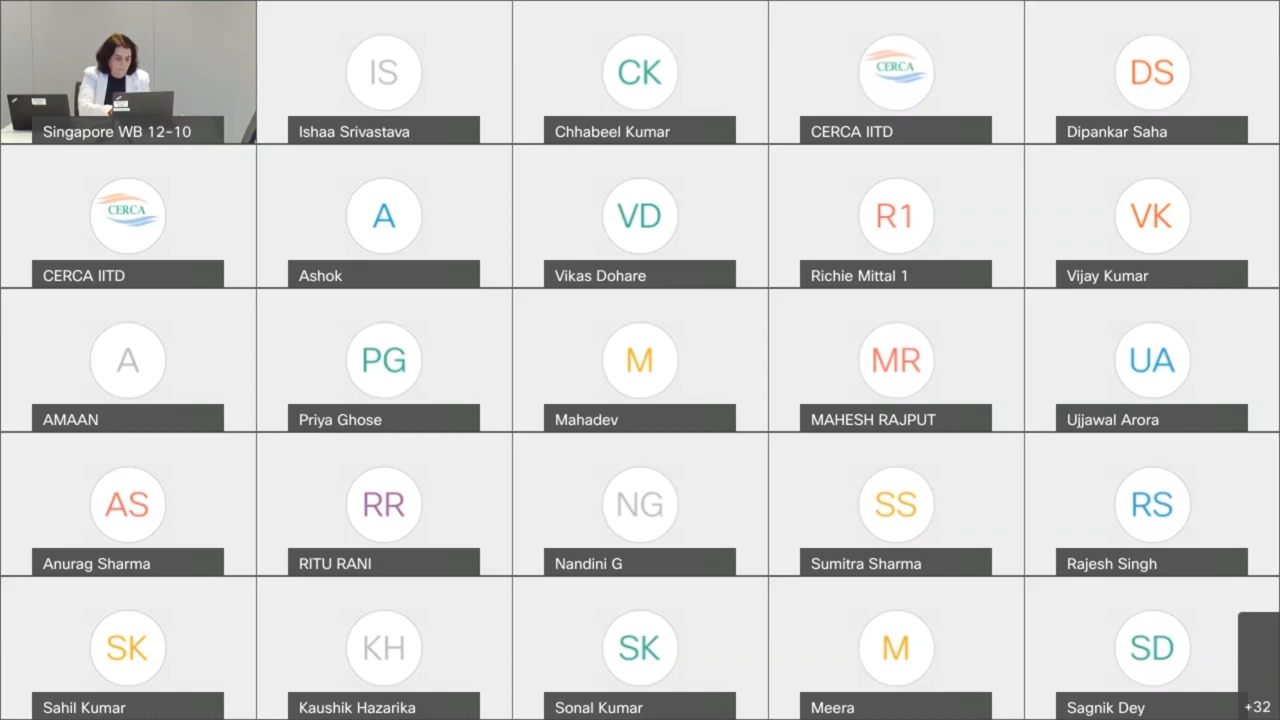 Singapore WB 12-10
IS
Ishaa Srivastava
CK
Chhabeel Kumar
CERCA
CERCA IITD
DS
Dipankar Saha
CERCA
CERCA IITD
A
Ashok
VD
Vikas Dohare
R1
Richie Mittal 1
VK
Vijay Kumar
A
AMAAN
PG
Priya Ghose
M
Mahadev
MR
MAHESH RAJPUT
UA
Ujjawal Arora
AS
Anurag Sharma
RR
RITU RANI
NG
Nandini G
SS
Sumitra Sharma
RS
Rajesh Singh
SK
Sahil Kumar
KH
Kaushik Hazarika
SK
Sonal Kumar
M
Meera
SD
Sagnik Dey
+32